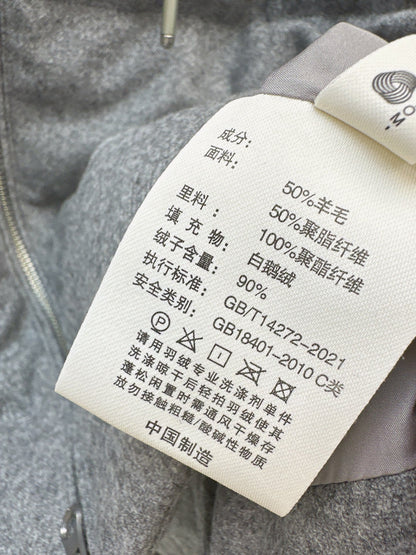 成分：
面料：
50%羊毛
50%聚脂纤维
里料： 100%聚酯纤维
填 充 物： 白鹅绒
绒子含量： 90%
执行标准： GB/T14272-2021
安全类别： GB18401-2010 C类
P
请用羽绒专业洗涤剂单件
洗涤晾干后轻拍羽绒使其
蓬松闲置时需通风干燥存
放勿接触粗糙/酸碱性物质
中国制造